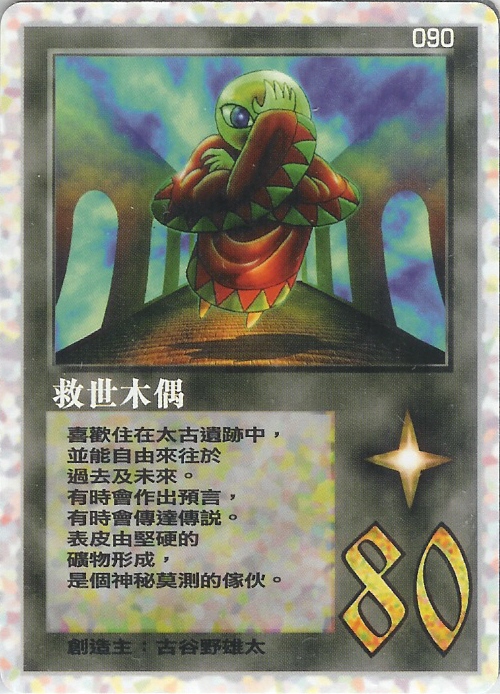 090
救世木偶
喜歡住在太古遺跡中，
並能自由來往於
過去及未來。
有時會作出預言，
有時會傳達傳説。
表皮由堅硬的
礦物形成，
是個神秘莫測的傢伙。
80
創造主：古谷野雄太